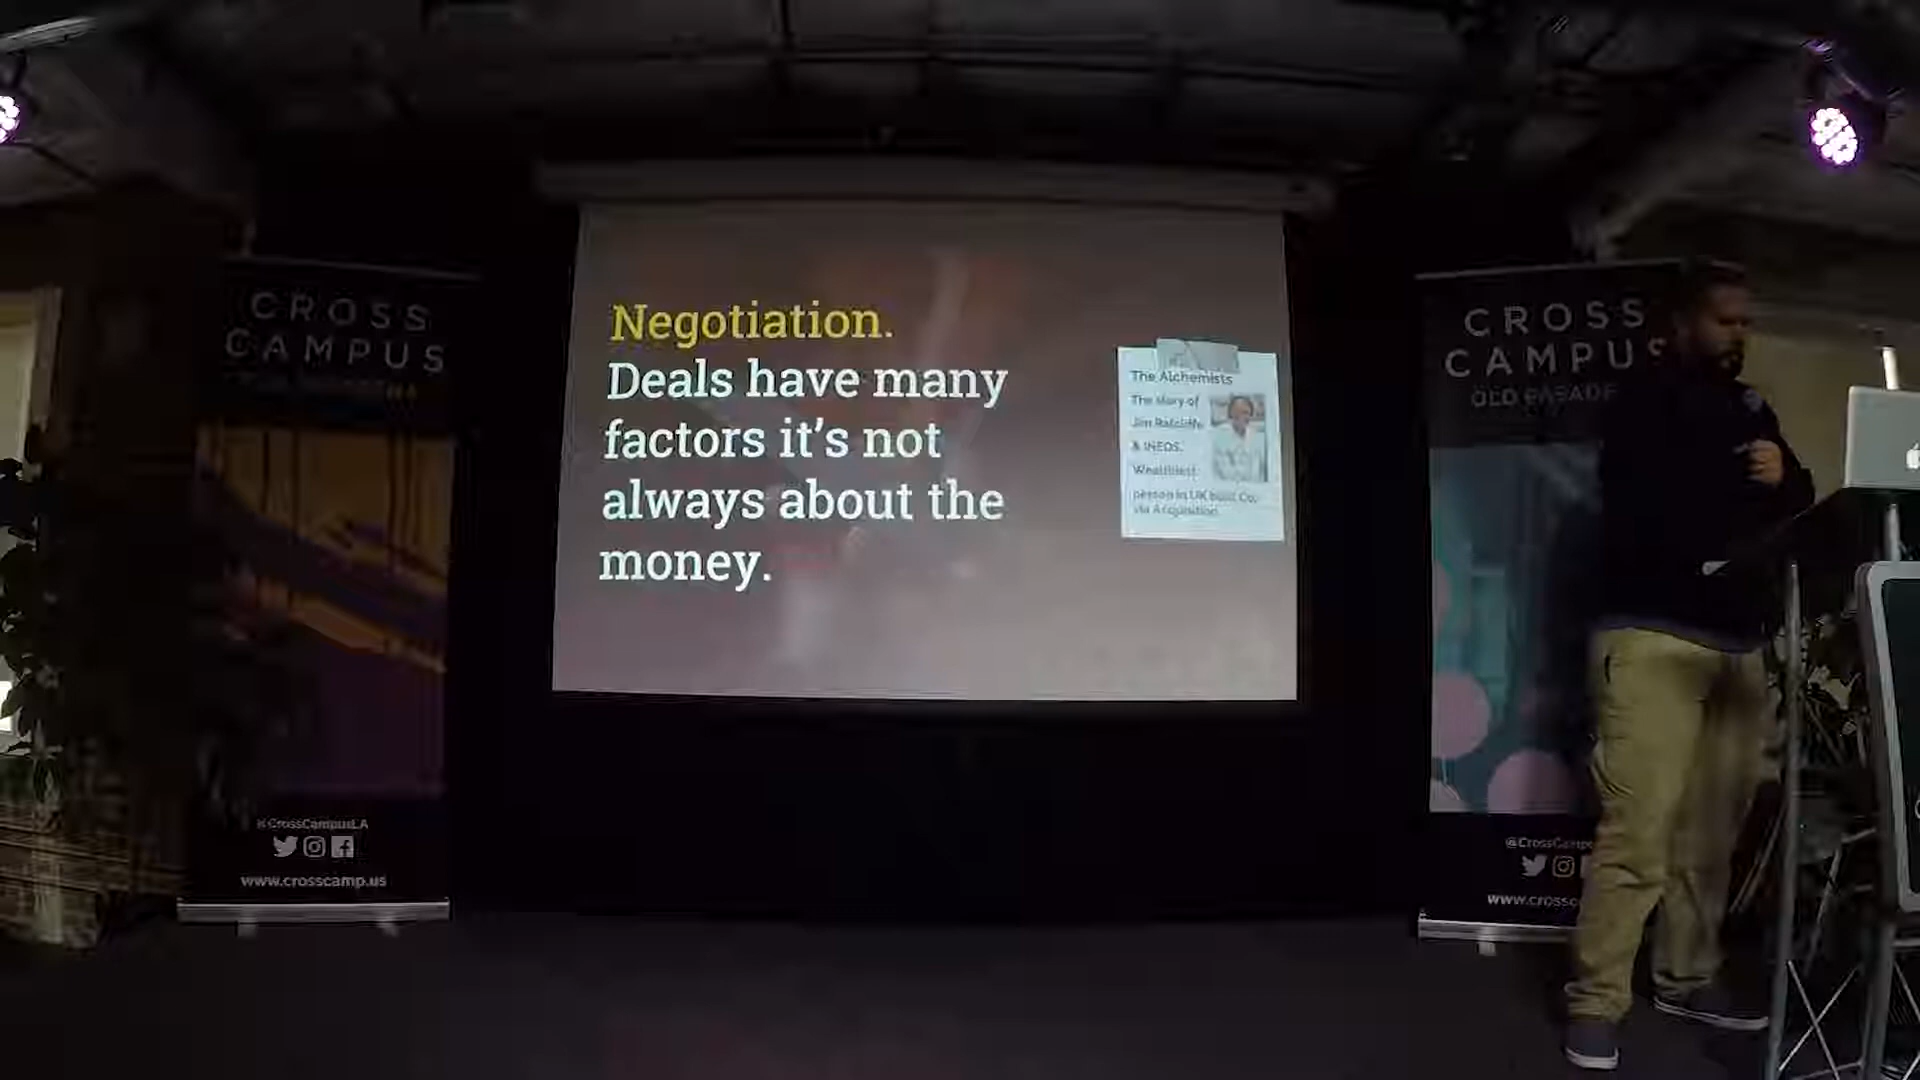 CROSS
CAMPUS
Negotiation.
Deals have many
factors it's not
always about the
money.
The Alchemists
The story of
Jim Ratcliffe
& INEOS.
Wealthiest
person in UK built Co.
via Acquisition
CROSS
CAMPUS
OLD PASADE
@CrossCampusLA
www.crosscamp.us
@CrossCampu
www.crossc